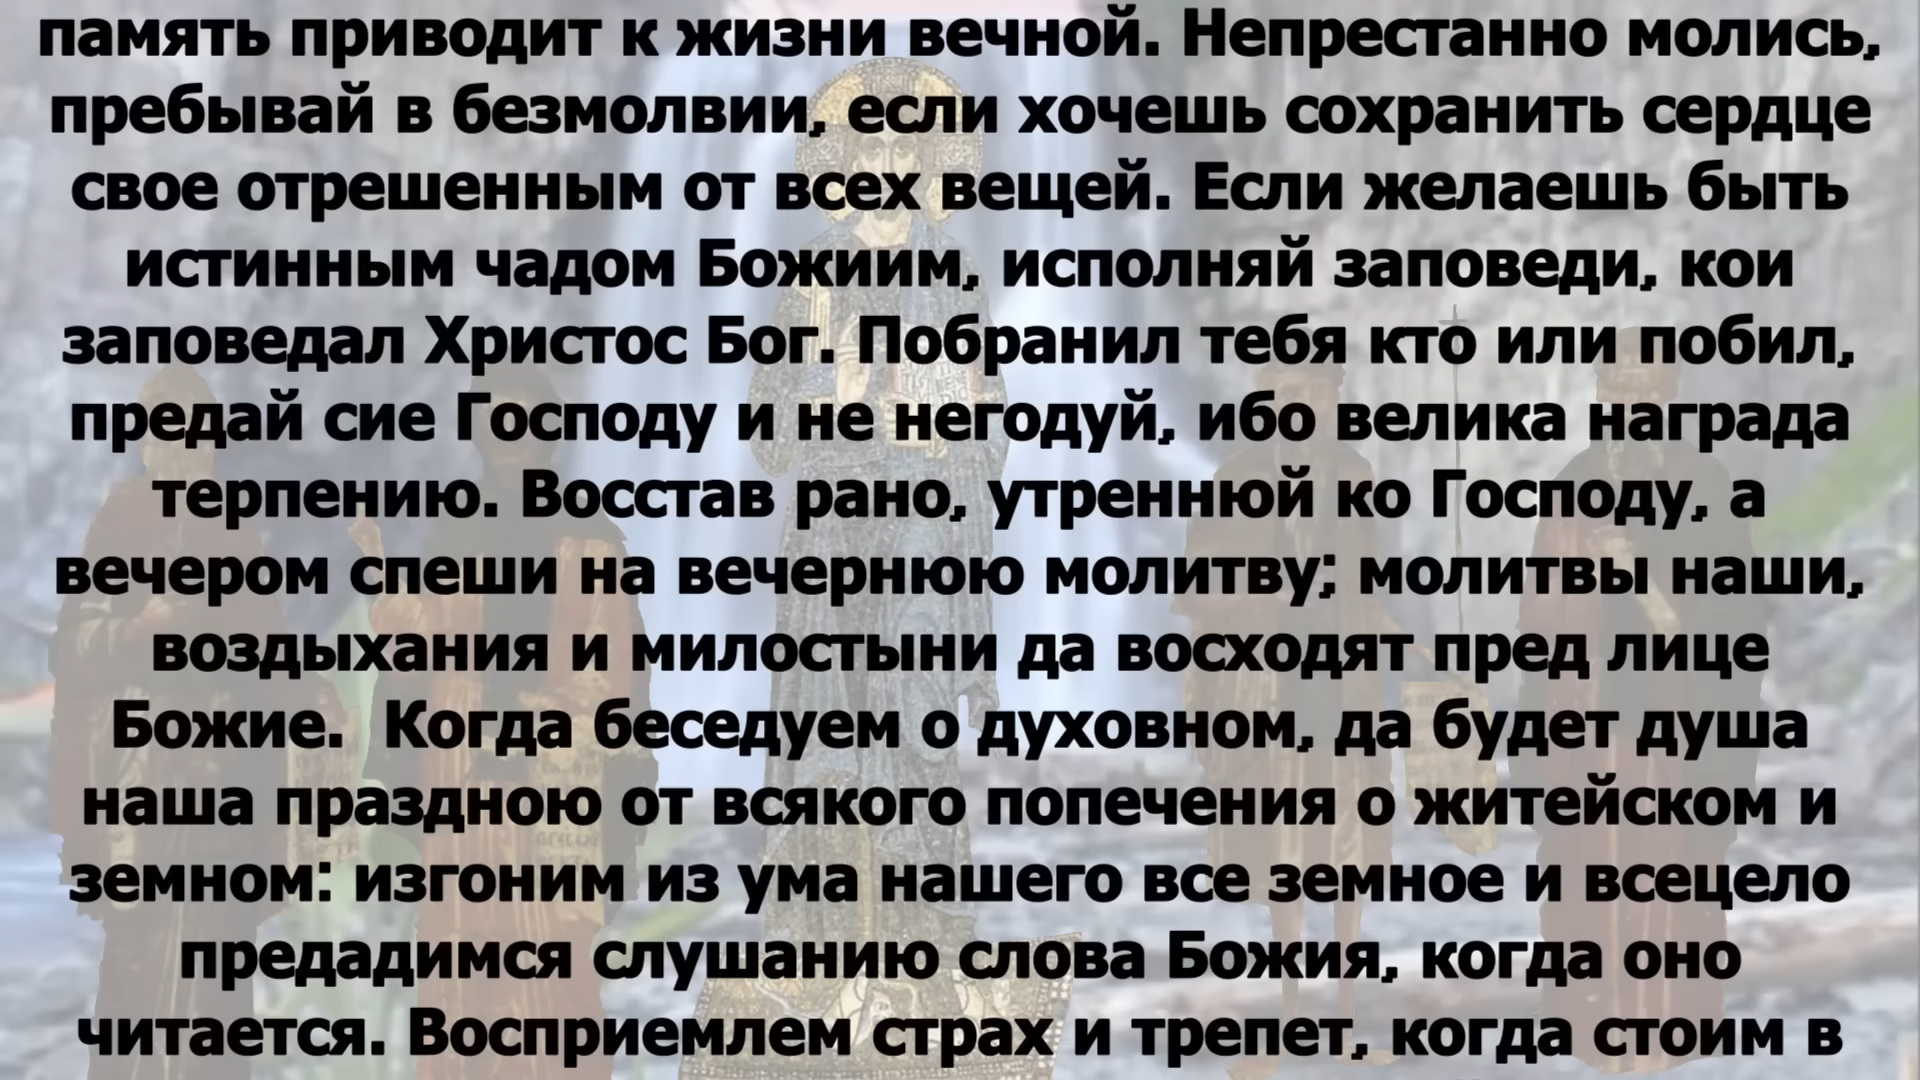 память приводит к жизни вечной. Непрестанно молись,
пребывай в безмолвии, если хочешь сохранить сердце
свое отрешенным от всех вещей. Если желаешь быть
истинным чадом Божиим, исполняй заповеди, кои
заповедал Христос Бог. Побранил тебя кто или побил,
предай сие Господу и не негодуй, ибо велика награда
терпению. Восстав рано, утреннюй ко Господу, а
вечером спеши на вечернюю молитву; молитвы наши,
воздыхания и милостыни да восходят пред лице
Божие.  Когда беседуем о духовном, да будет душа
наша праздною от всякого попечения о житейском и
земном: изгоним из ума нашего все земное и всецело
предадимся слушанию слова Божия, когда оно
читается. Восприемлем страх и трепет, когда стоим в